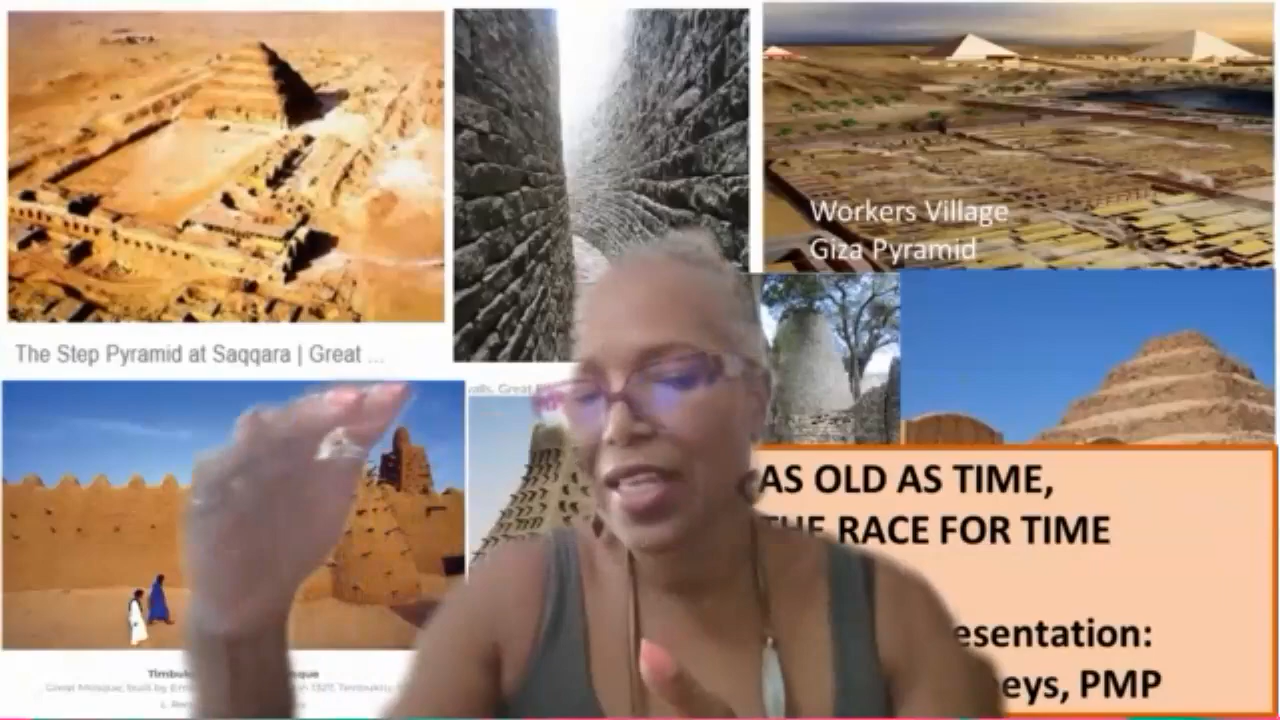 Workers Village
Giza Pyramid
The Step Pyramid at Saqqara | Great ...
AS OLD AS TIME,
THE RACE FOR TIME
esentation:
eys, PMP